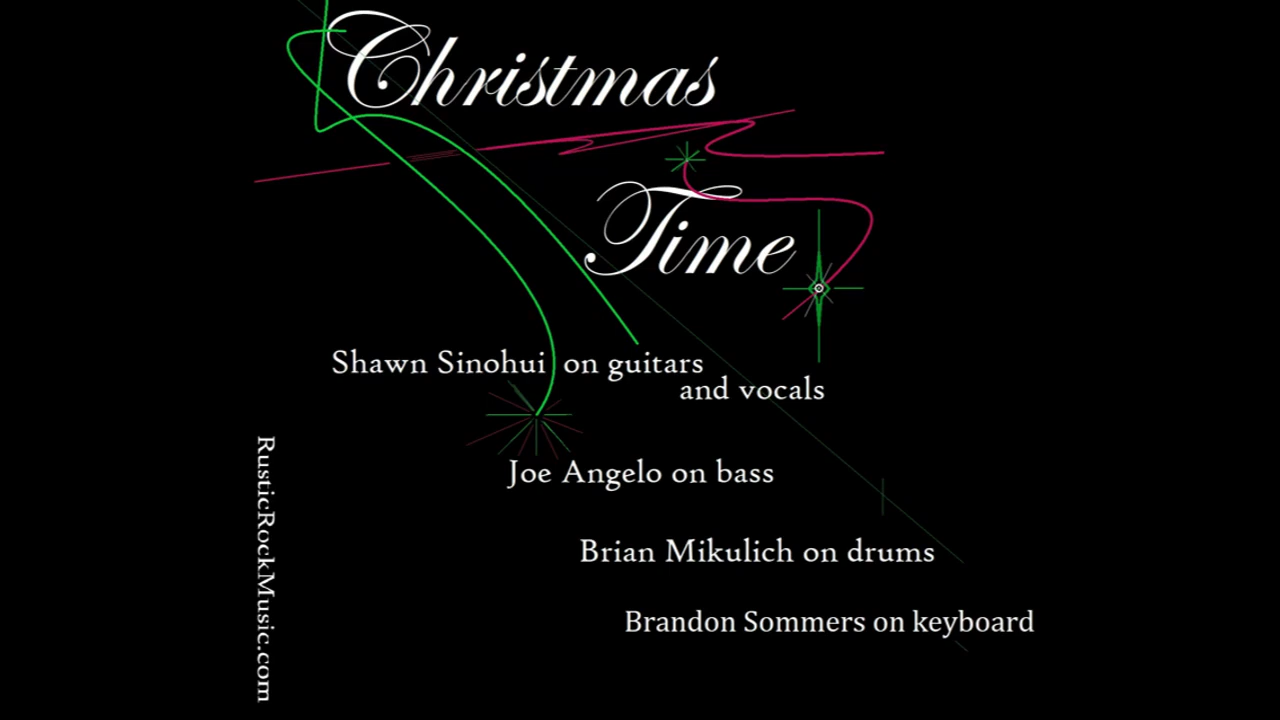 Christmas
Time
Shawn Sinohui on guitars
and vocals
Joe Angelo on bass
Brian Mikulich on drums
Brandon Sommers on keyboard
RusticRockMusic.com